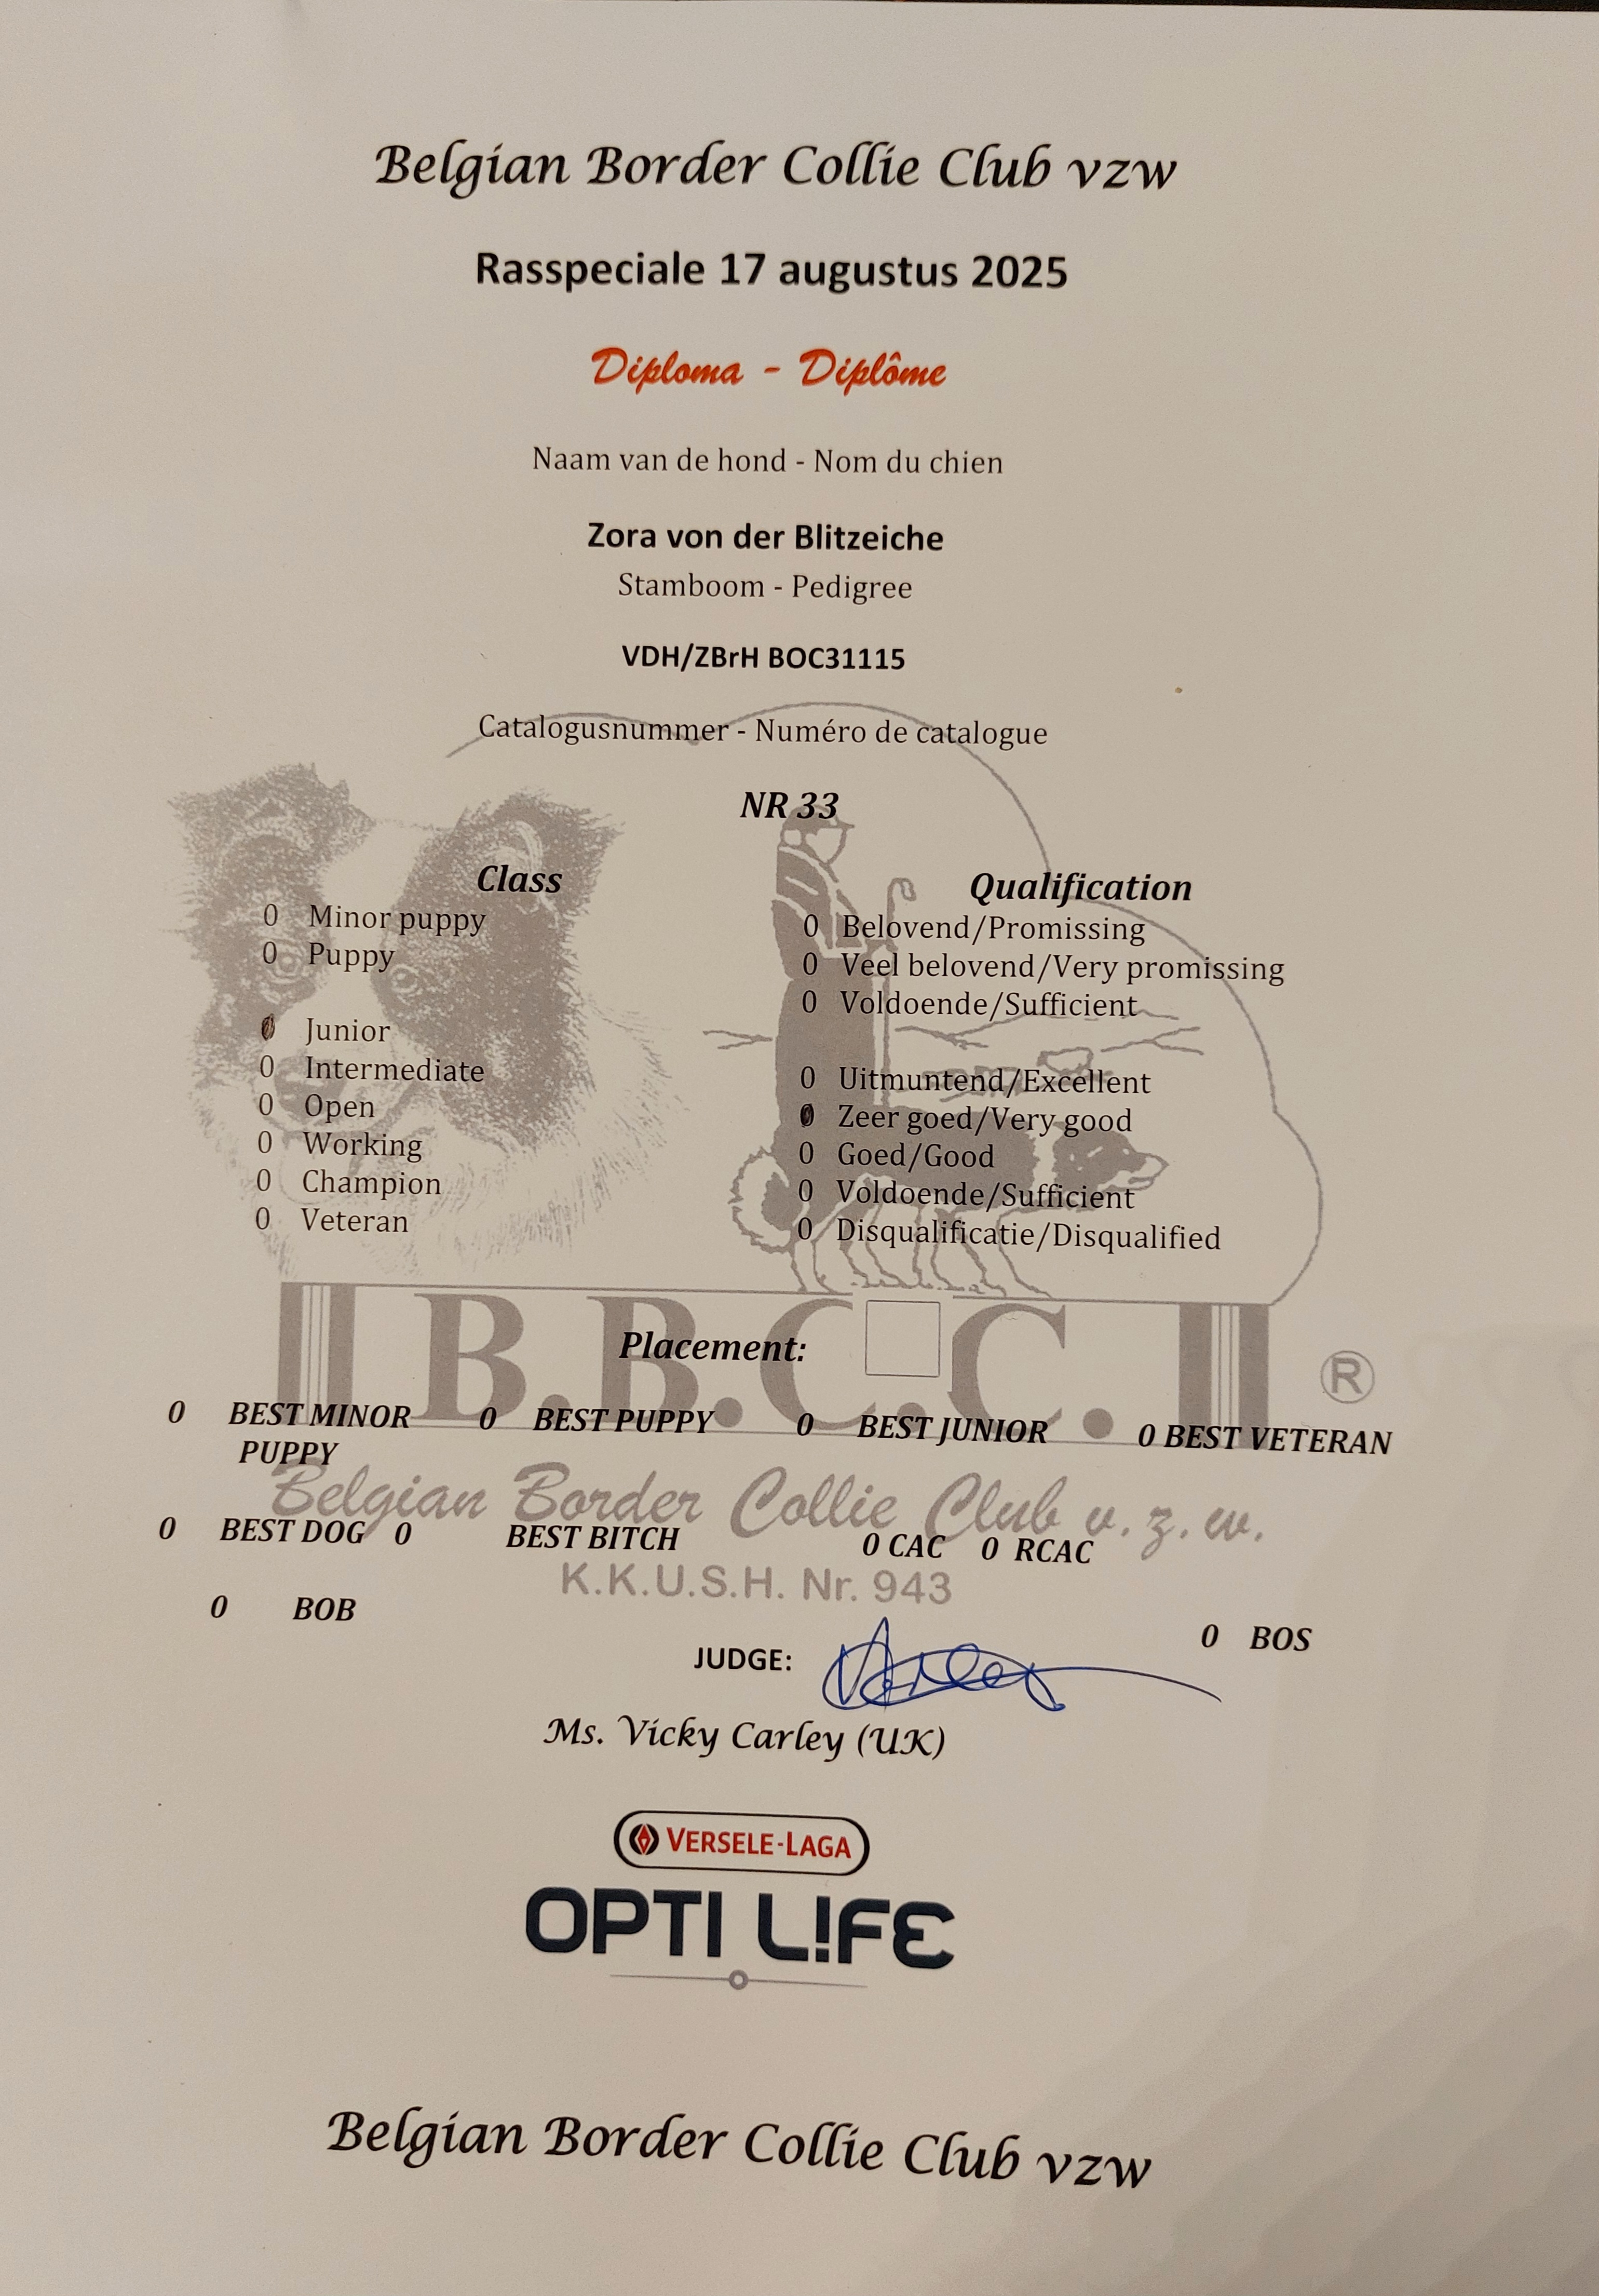 Belgian Border Collie Club vzw
Rasspeciale 17 augustus 2025
Diploma - Diplôme
Naam van de hond - Nom du chien
Zora von der Blitzeiche
Stamboom - Pedigree
VDH/ZBrH BOC31115
Catalogusnummer - Numéro de catalogue
NR 33
Class
0 Minor puppy
0 Puppy
0 Junior
0 Intermediate
0 Open
0 Working
0 Champion
0 Veteran
Qualification
0 Belovend/Promissing
0 Veel belovend/Very promissing
0 Voldoende/Sufficient
0 Uitmuntend/Excellent
0 Zeer goed/Very good
0 Goed/Good
0 Voldoende/Sufficient
0 Disqualificatie/Disqualified
B.B.C.C. ®
Placement:
0 BEST MINOR PUPPY 0 BEST PUPPY 0 BEST JUNIOR 0 BEST VETERAN
Belgian Border Collie Club v.z.w.
0 BEST DOG 0 BEST BITCH 0 CAC 0 RCAC
K.K.U.S.H. Nr. 943
0 BOB 0 BOS
JUDGE:
Ms. Vicky Carley (UK)
VERSELE-LAGA
OPTI L!FE
Belgian Border Collie Club vzw